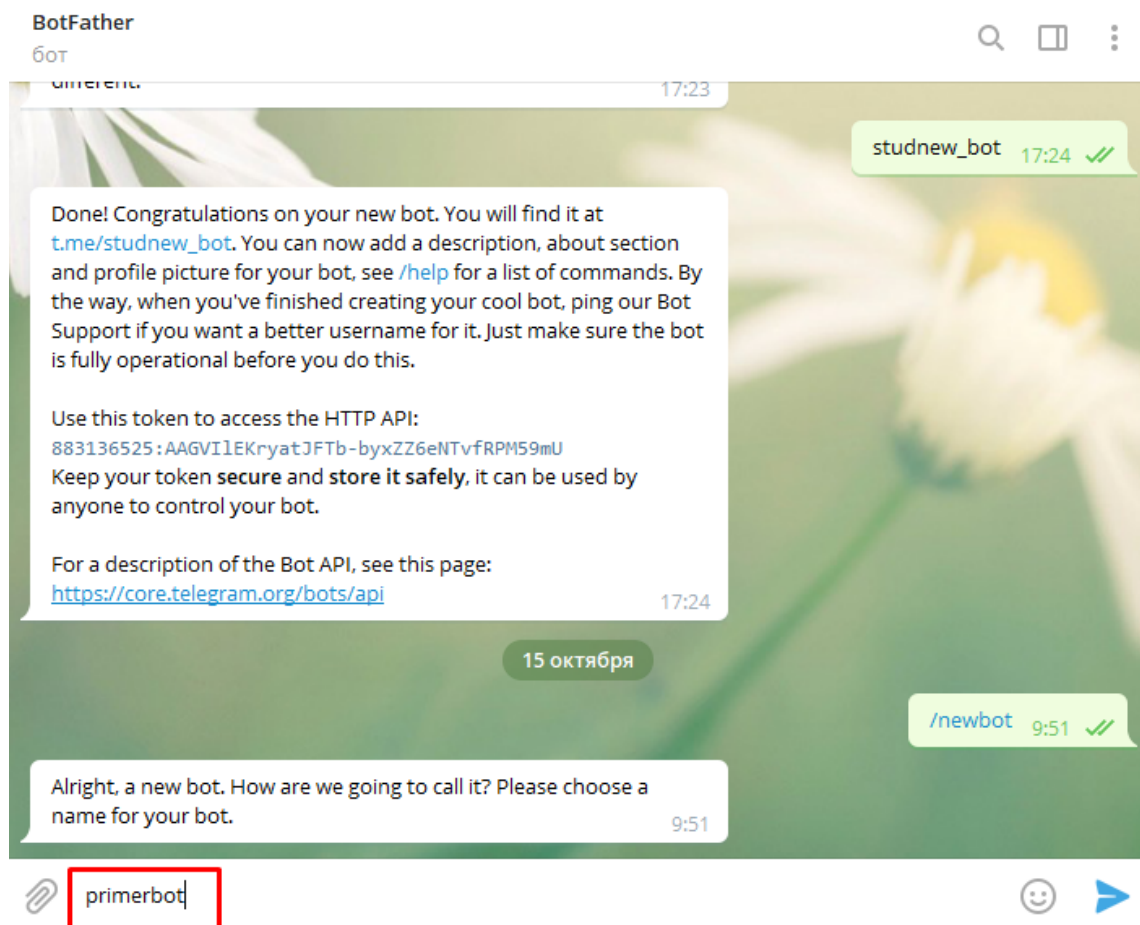 BotFather
бот
different.
17:23
studnew_bot 17:24
Done! Congratulations on your new bot. You will find it at
t.me/studnew_bot. You can now add a description, about section
and profile picture for your bot, see /help for a list of commands. By
the way, when you've finished creating your cool bot, ping our Bot
Support if you want a better username for it. Just make sure the bot
is fully operational before you do this.
Use this token to access the HTTP API:
883136525:AAGVIlEKryatJFTb-byxZZ6eNTvfRPM59mU
Keep your token secure and store it safely, it can be used by
anyone to control your bot.
For a description of the Bot API, see this page:
https://core.telegram.org/bots/api
17:24
15 октября
/newbot 9:51
Alright, a new bot. How are we going to call it? Please choose a
name for your bot.
9:51
primerbot